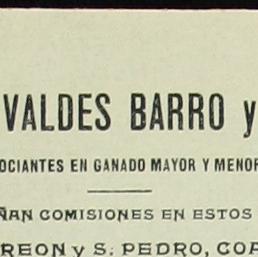 VALDES BARRO y
OCIANTES EN GANADO MAYOR Y MENOR
ÑAN COMISIONES EN ESTOS
REON y S. PEDRO, COA